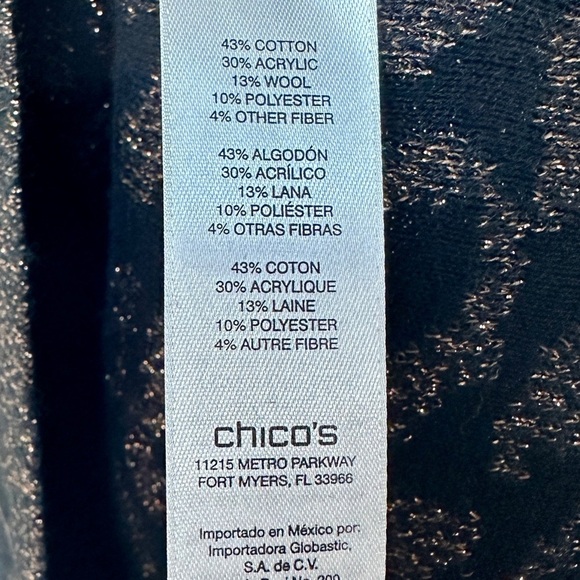 43% COTTON
30% ACRYLIC
13% WOOL
10% POLYESTER
4% OTHER FIBER
43% ALGODÓN
30% ACRÍLICO
13% LANA
10% POLIÉSTER
4% OTRAS FIBRAS
43% COTON
30% ACRYLIQUE
13% LAINE
10% POLYESTER
4% AUTRE FIBRE
chico's
11215 METRO PARKWAY
FORT MYERS, FL 33966
Importado en México por:
Importadora Globastic,
S.A. de C.V.